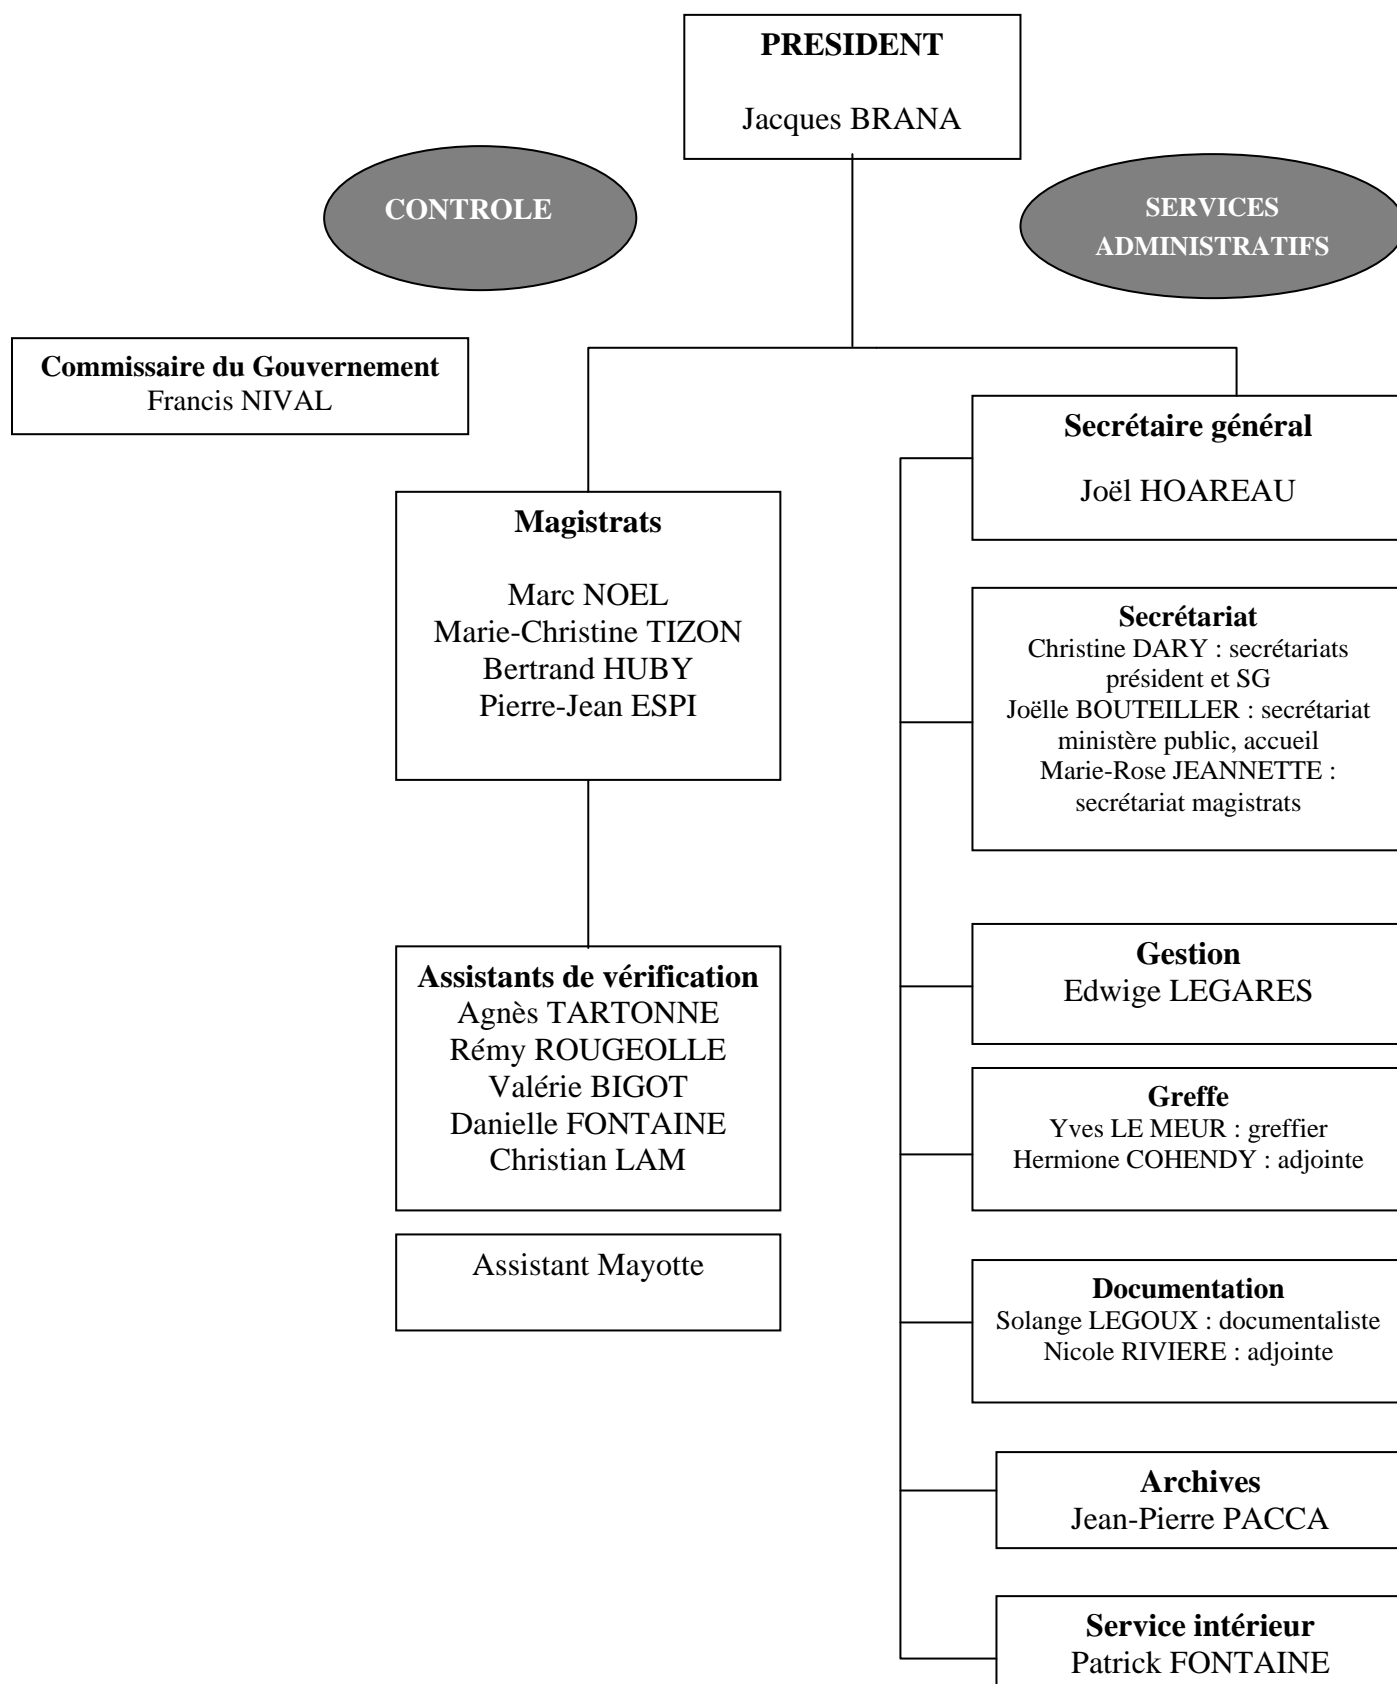 PRESIDENT
Jacques BRANA
CONTROLE
SERVICES
ADMINISTRATIFS
Commissaire du Gouvernement
Francis NIVAL
Magistrats
Marc NOEL
Marie-Christine TIZON
Bertrand HUBY
Pierre-Jean ESPI
Assistants de vérification
Agnès TARTONNE
Rémy ROUGEOLLE
Valérie BIGOT
Danielle FONTAINE
Christian LAM
Assistant Mayotte
Secrétaire général
Joël HOAREAU
Secrétariat
Christine DARY : secrétariats
président et SG
Joëlle BOUTEILLER : secrétariat
ministère public, accueil
Marie-Rose JEANNETTE :
secrétariat magistrats
Gestion
Edwige LEGARES
Greffe
Yves LE MEUR : greffier
Hermione COHENDY : adjointe
Documentation
Solange LEGOUX : documentaliste
Nicole RIVIERE : adjointe
Archives
Jean-Pierre PACCA
Service intérieur
Patrick FONTAINE